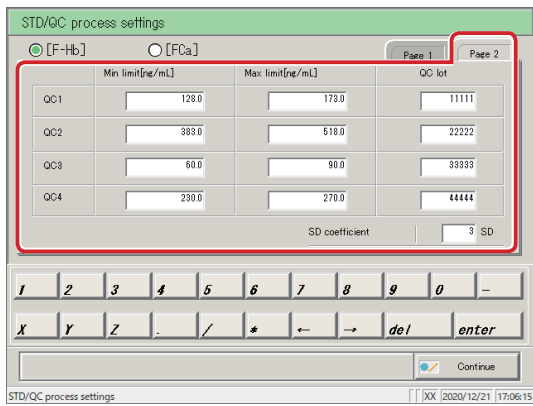 STD/QC process settings
[F-Hb] [FCa] Page 1 Page 2
Min limit[ng/mL] Max limit[ng/mL] QC lot
QC1 128.0 173.0 11111
QC2 383.0 518.0 22222
QC3 60.0 90.0 33333
QC4 230.0 270.0 44444
SD coefficient 3 SD
1 2 3 4 5 6 7 8 9 0 -
X Y Z . / * ← → del enter
Continue
STD/QC process settings XX 2020/12/21 17:06:15